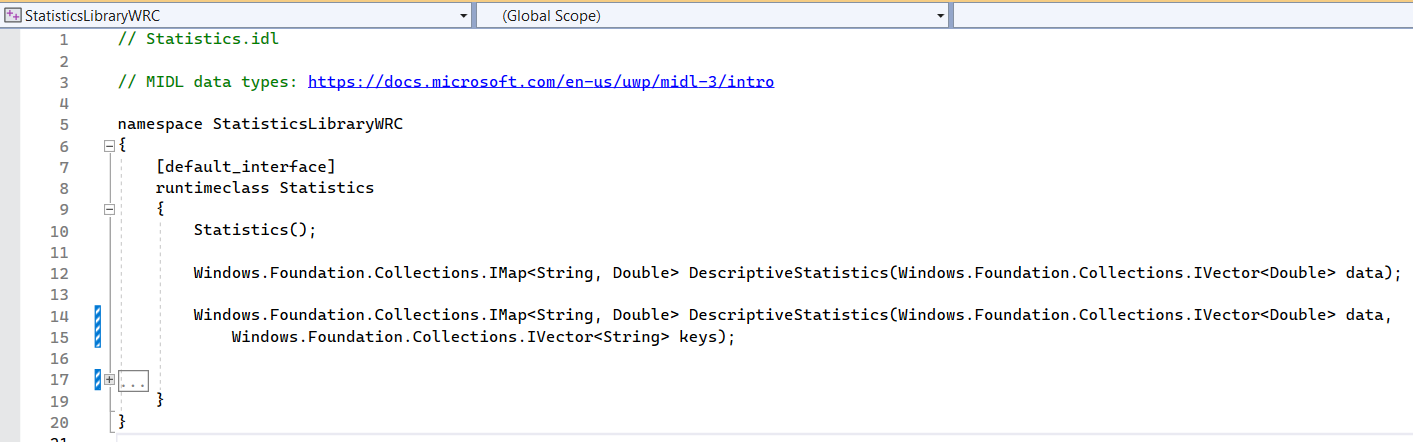 StatisticsLibraryWRC (Global Scope)
1 // Statistics.idl
2
3 // MIDL data types: https://docs.microsoft.com/en-us/uwp/midl-3/intro
4
5 namespace StatisticsLibraryWRC
6 {
7 [default_interface]
8 runtimeclass Statistics
9 {
10 Statistics();
11
12 Windows.Foundation.Collections.IMap<String, Double> DescriptiveStatistics(Windows.Foundation.Collections.IVector<Double> data);
13
14 Windows.Foundation.Collections.IMap<String, Double> DescriptiveStatistics(Windows.Foundation.Collections.IVector<Double> data,
15 Windows.Foundation.Collections.IVector<String> keys);
16
17 ...
19 }
20 }
21